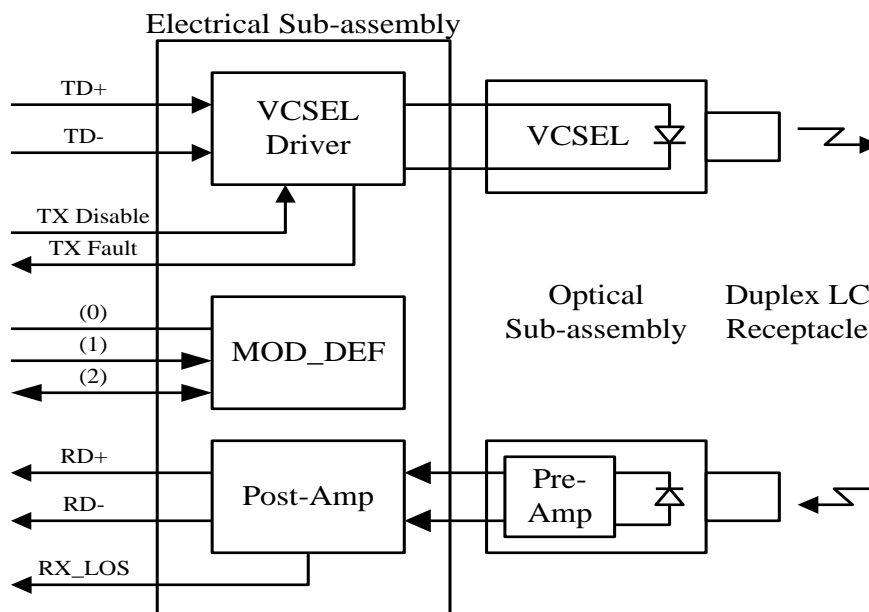 Electrical Sub-assembly
TD+
TD-
VCSEL
Driver
VCSEL
TX Disable
TX Fault
Optical
Sub-assembly
Duplex LC
Receptacle
(0)
(1)
(2)
MOD_DEF
RD+
RD-
Post-Amp
Pre-
Amp
RX_LOS